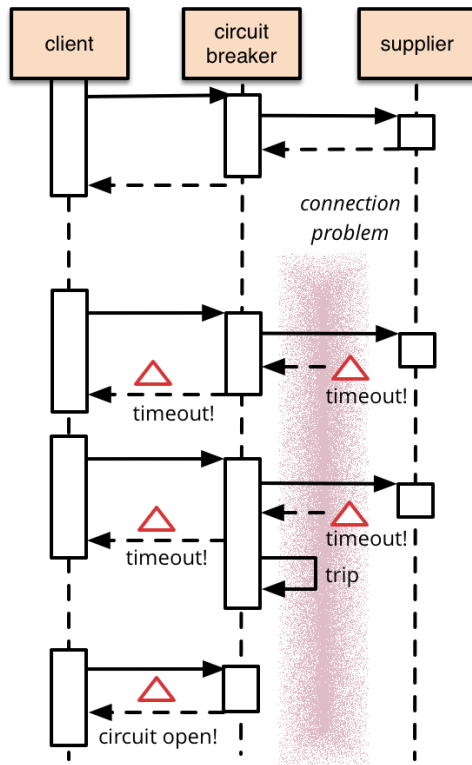 client
circuit
breaker
supplier
connection
problem
timeout!
timeout!
timeout!
timeout!
trip
circuit open!